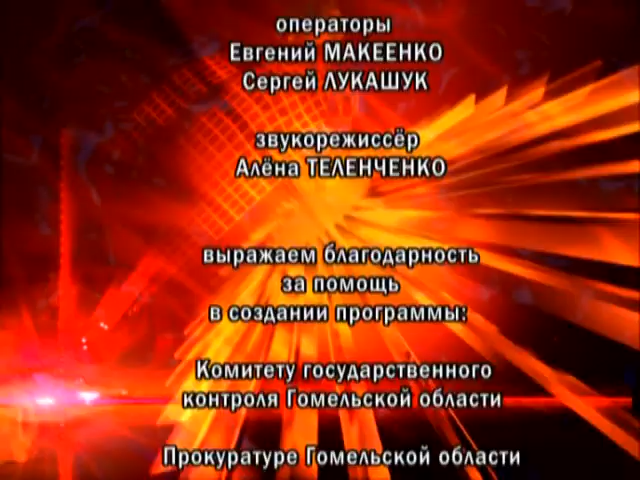 операторы
Евгений МАКЕЕНКО
Сергей ЛУКАШУК
звукорежиссёр
Алёна ТЕЛЕНЧЕНКО
выражаем благодарность
за помощь
в создании программы:
Комитету государственного
контроля Гомельской области
Прокуратуре Гомельской области